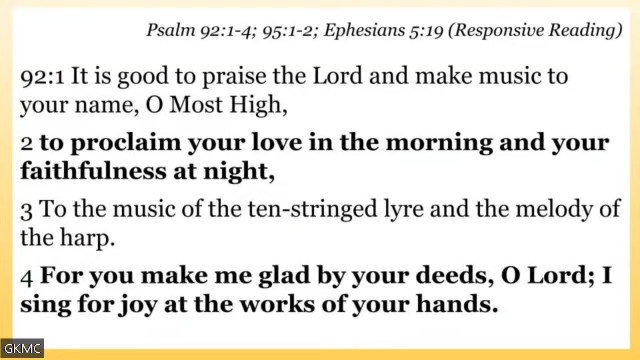 Psalm 92:1-4; 95:1-2; Ephesians 5:19 (Responsive Reading)
92:1 It is good to praise the Lord and make music to
your name, O Most High,
2 to proclaim your love in the morning and your
faithfulness at night,
3 To the music of the ten-stringed lyre and the melody of
the harp.
4 For you make me glad by your deeds, O Lord; I
sing for joy at the works of your hands.
GKMC